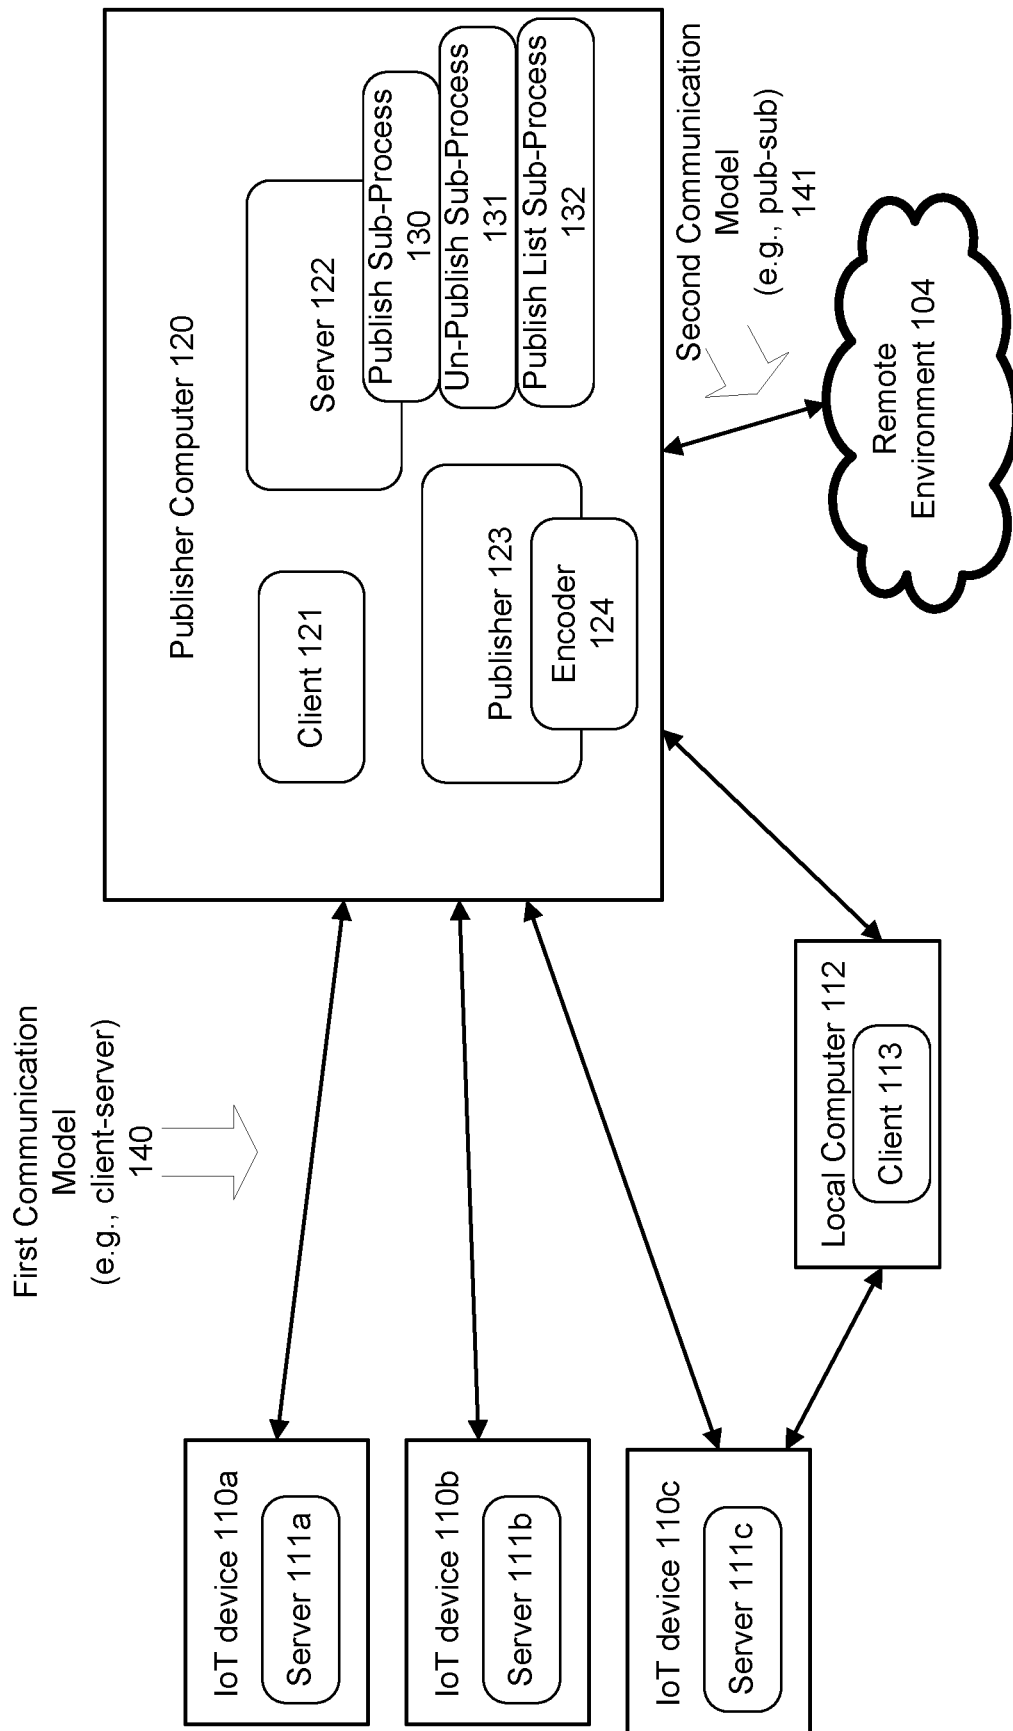 First Communication
Model
(e.g., client-server)
140
IoT device 110a
Server 111a
IoT device 110b
Server 111b
IoT device 110c
Server 111c
Publisher Computer 120
Client 121
Server 122
Publish Sub-Process
130
Un-Publish Sub-Process
131
Publish List Sub-Process
132
Publisher 123
Encoder
124
Local Computer 112
Client 113
Second Communication
Model
(e.g., pub-sub)
141
Remote
Environment 104